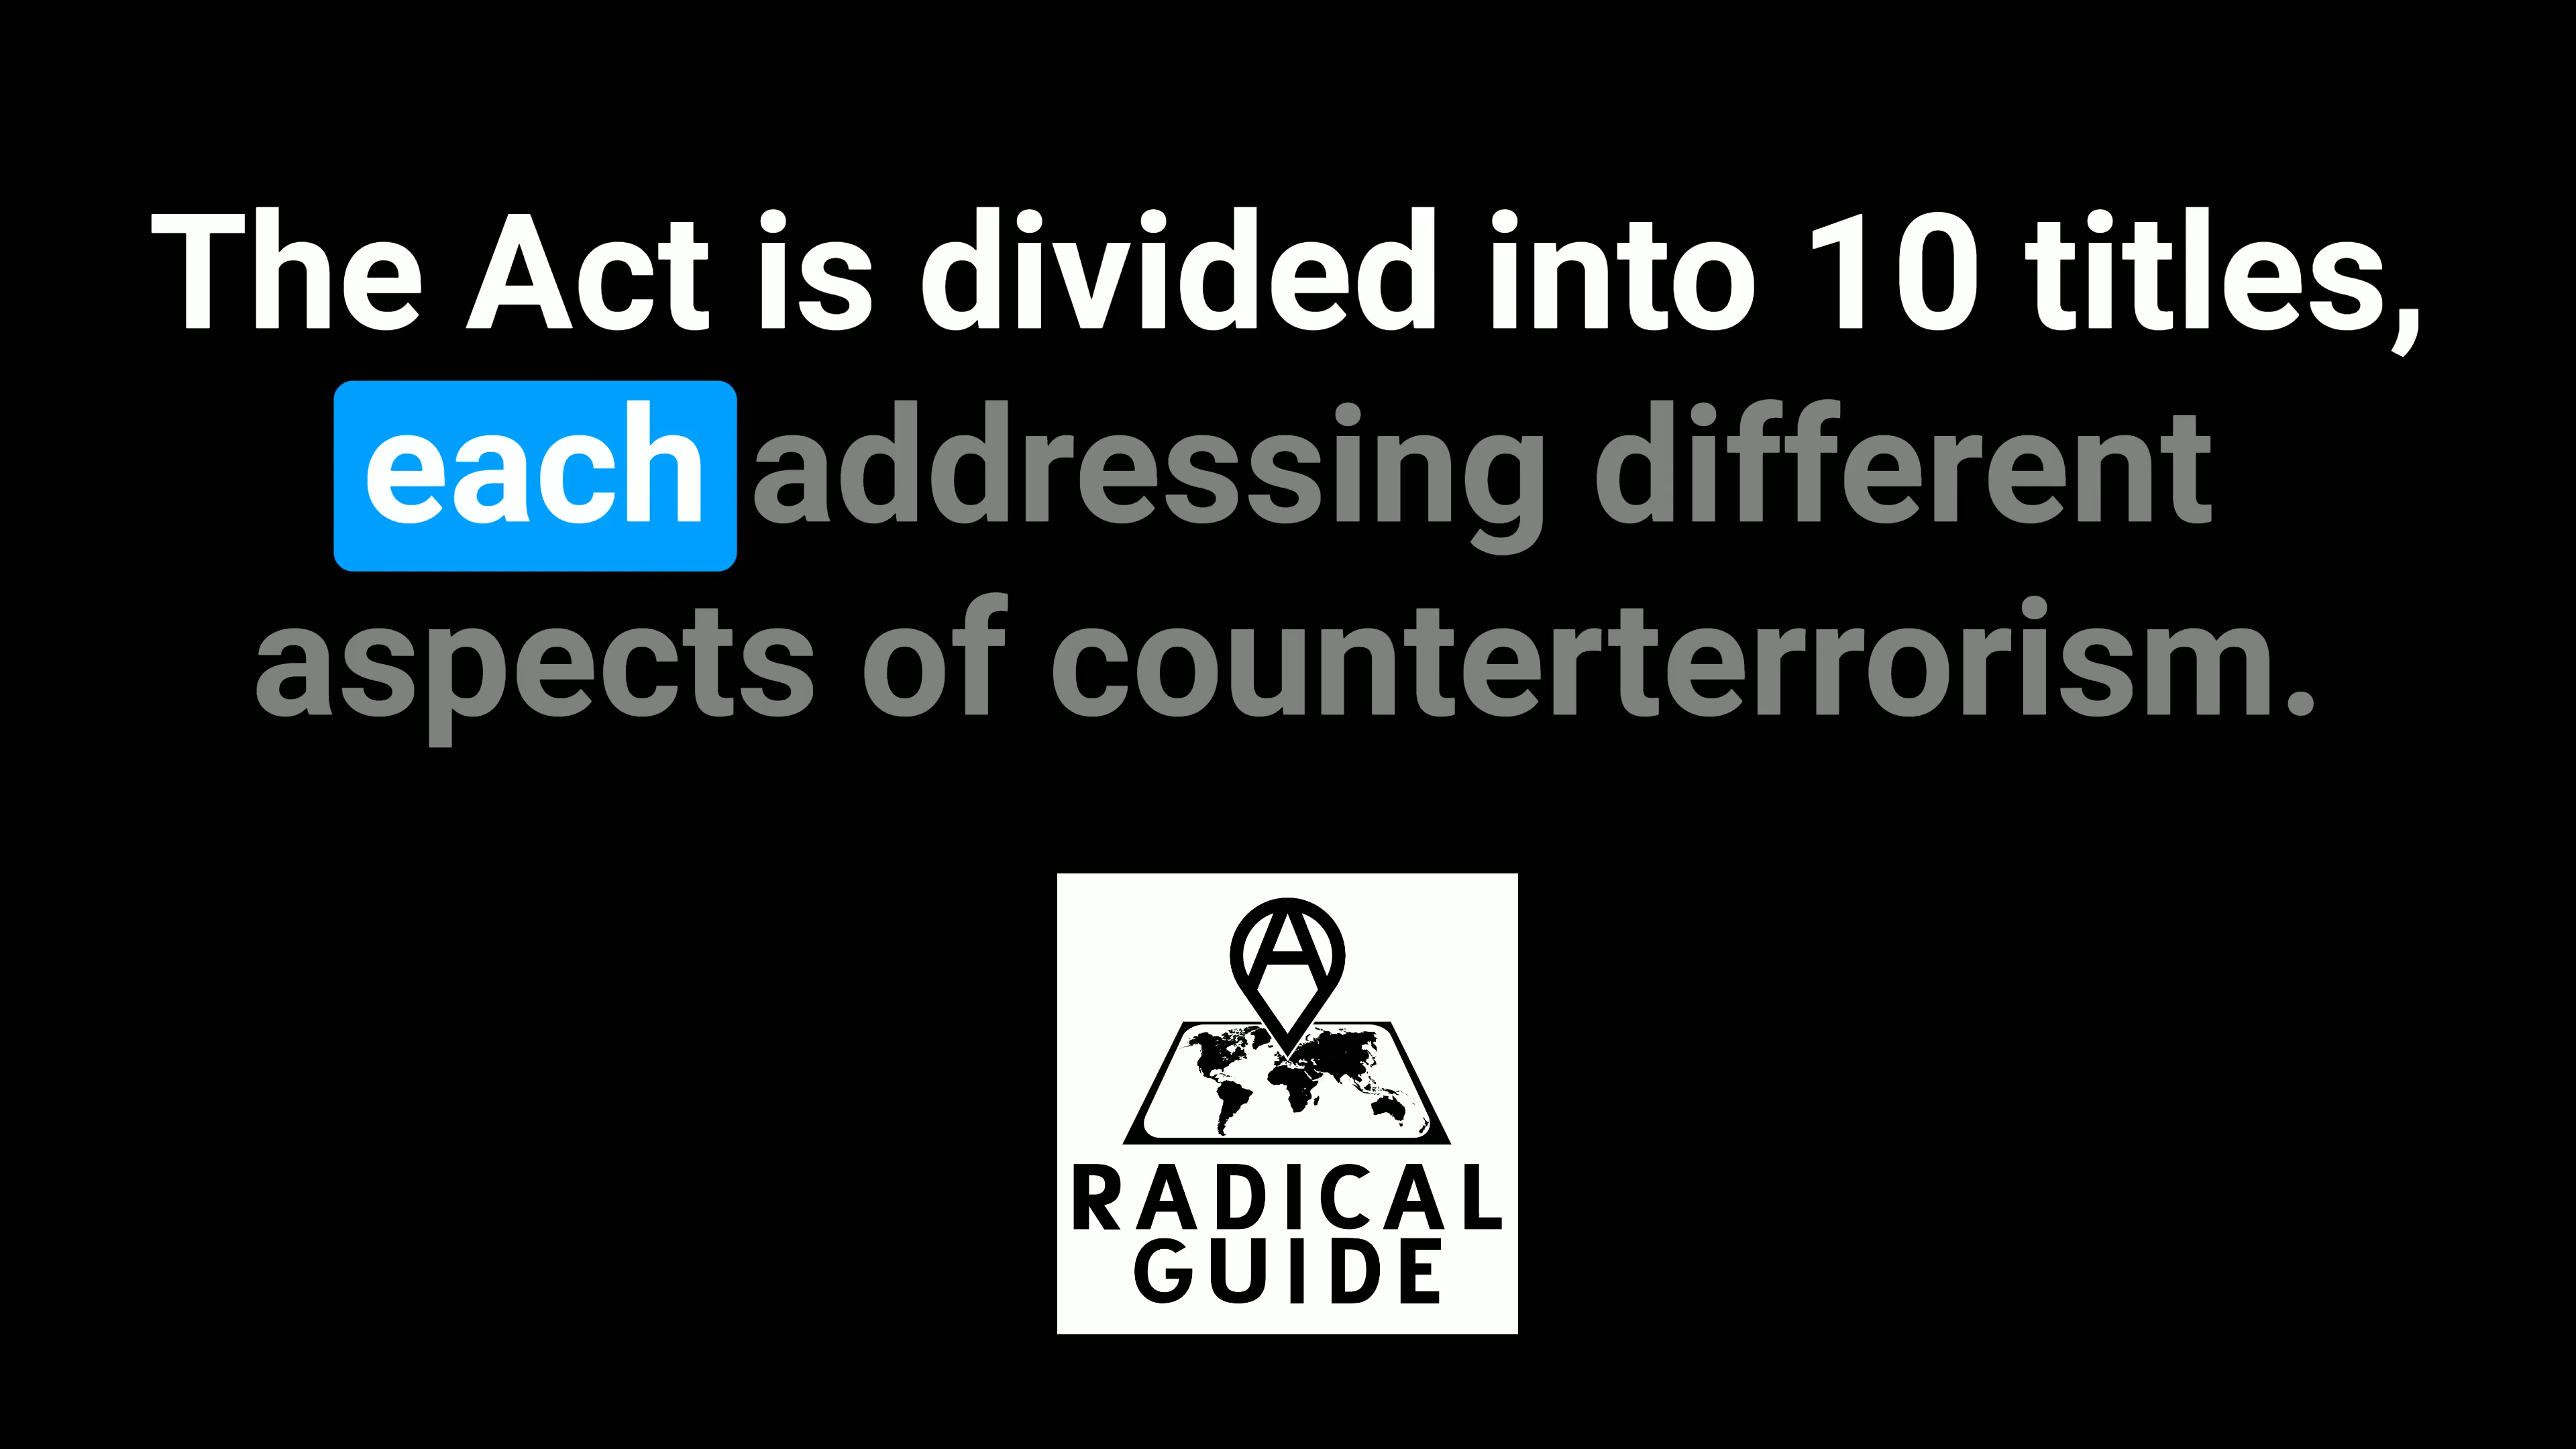 The Act is divided into 10 titles,
each addressing different
aspects of counterterrorism.
A
RADICAL
GUIDE